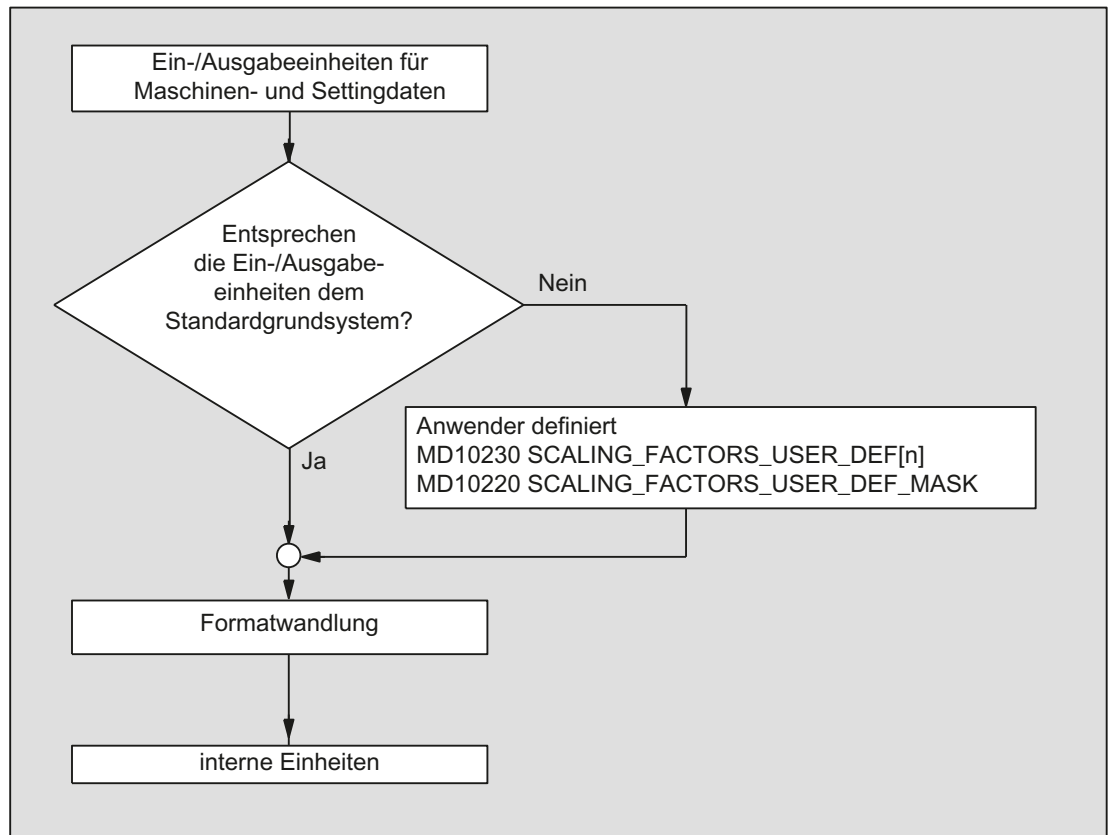 Ein-/Ausgabeeinheiten für
Maschinen- und Settingdaten
Entsprechen
die Ein-/Ausgabe-
einheiten dem
Standardgrundsystem?
Nein
Anwender definiert
MD10230 SCALING_FACTORS_USER_DEF[n]
MD10220 SCALING_FACTORS_USER_DEF_MASK
Ja
Formatwandlung
interne Einheiten